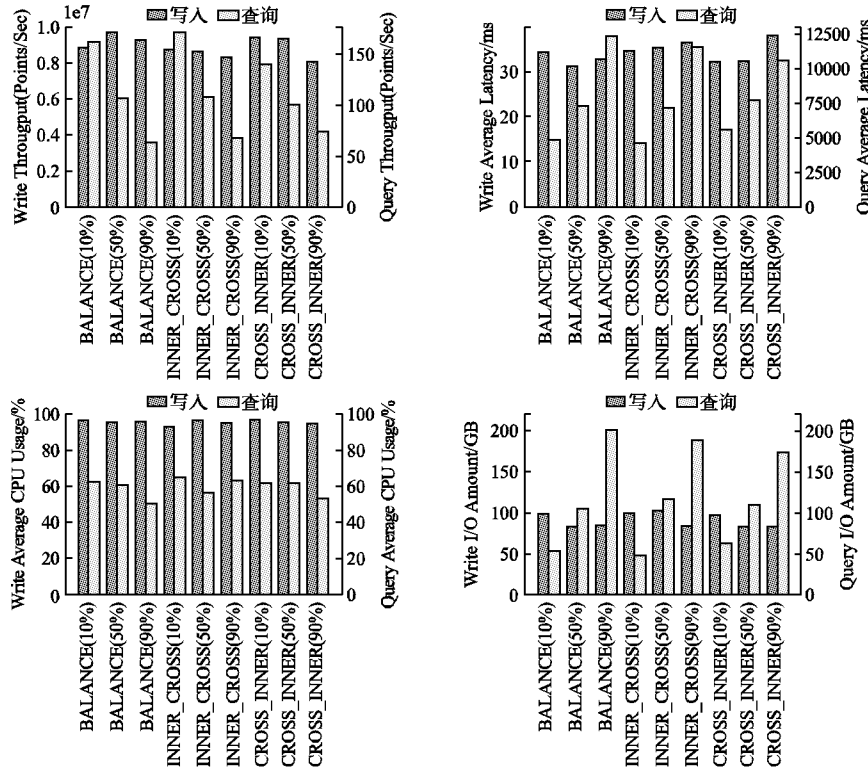 写入 查询
1.0 1e7
0.8
0.6
0.4
0.2
0
150
100
50
0
Write Througput(Points/Sec)
Query Througput(Points/Sec)
BALANCE(10%)
BALANCE(50%)
BALANCE(90%)
INNER_CROSS(10%)
INNER_CROSS(50%)
INNER_CROSS(90%)
CROSS_INNER(10%)
CROSS_INNER(50%)
CROSS_INNER(90%)
写入 查询
30
20
10
0
12500
10000
7500
5000
2500
0
Write Average Latency/ms
Query Average Latency/ms
BALANCE(10%)
BALANCE(50%)
BALANCE(90%)
INNER_CROSS(10%)
INNER_CROSS(50%)
INNER_CROSS(90%)
CROSS_INNER(10%)
CROSS_INNER(50%)
CROSS_INNER(90%)
写入 查询
100
80
60
40
20
0
100
80
60
40
20
0
Write Average CPU Usage/%
Query Average CPU Usage/%
BALANCE(10%)
BALANCE(50%)
BALANCE(90%)
INNER_CROSS(10%)
INNER_CROSS(50%)
INNER_CROSS(90%)
CROSS_INNER(10%)
CROSS_INNER(50%)
CROSS_INNER(90%)
写入 查询
200
150
100
50
0
200
150
100
50
0
Write I/O Amount/GB
Query I/O Amount/GB
BALANCE(10%)
BALANCE(50%)
BALANCE(90%)
INNER_CROSS(10%)
INNER_CROSS(50%)
INNER_CROSS(90%)
CROSS_INNER(10%)
CROSS_INNER(50%)
CROSS_INNER(90%)